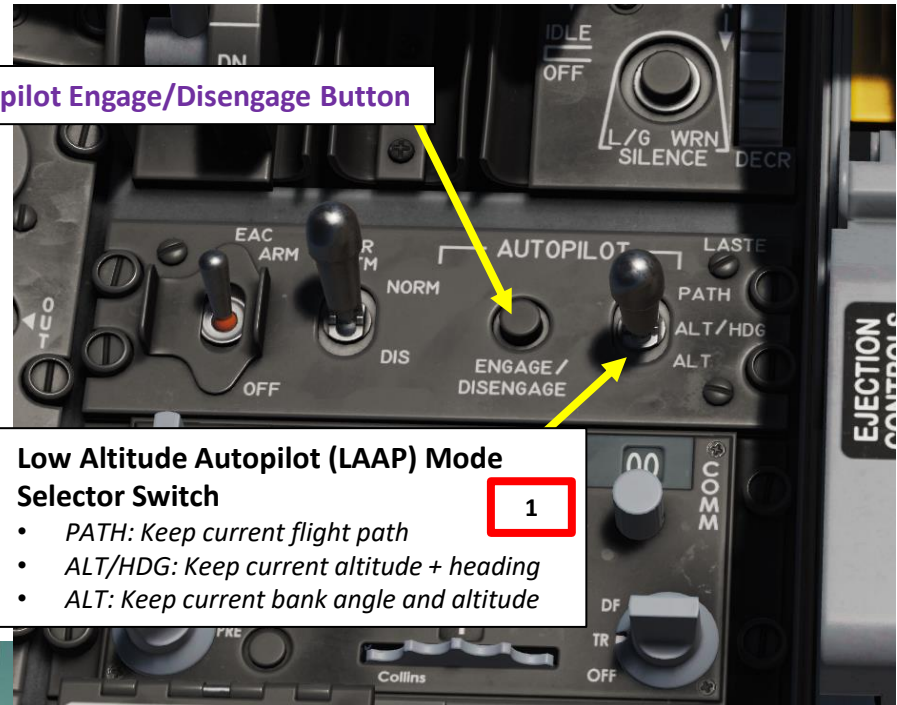 DN
IDLE
OFF
L/G WRN
SILENCE
DECR
pilot Engage/Disengage Button
EAC
ARM
OFF
R
TM
NORM
DIS
AUTOPILOT
ENGAGE/
DISENGAGE
LASTE
PATH
ALT/HDG
ALT
OUT
EJECTION
CONTROLS
Low Altitude Autopilot (LAAP) Mode
Selector Switch
1
• PATH: Keep current flight path
• ALT/HDG: Keep current altitude + heading
• ALT: Keep current bank angle and altitude
00
COMM
PRE
Collins
DF
TR
OFF